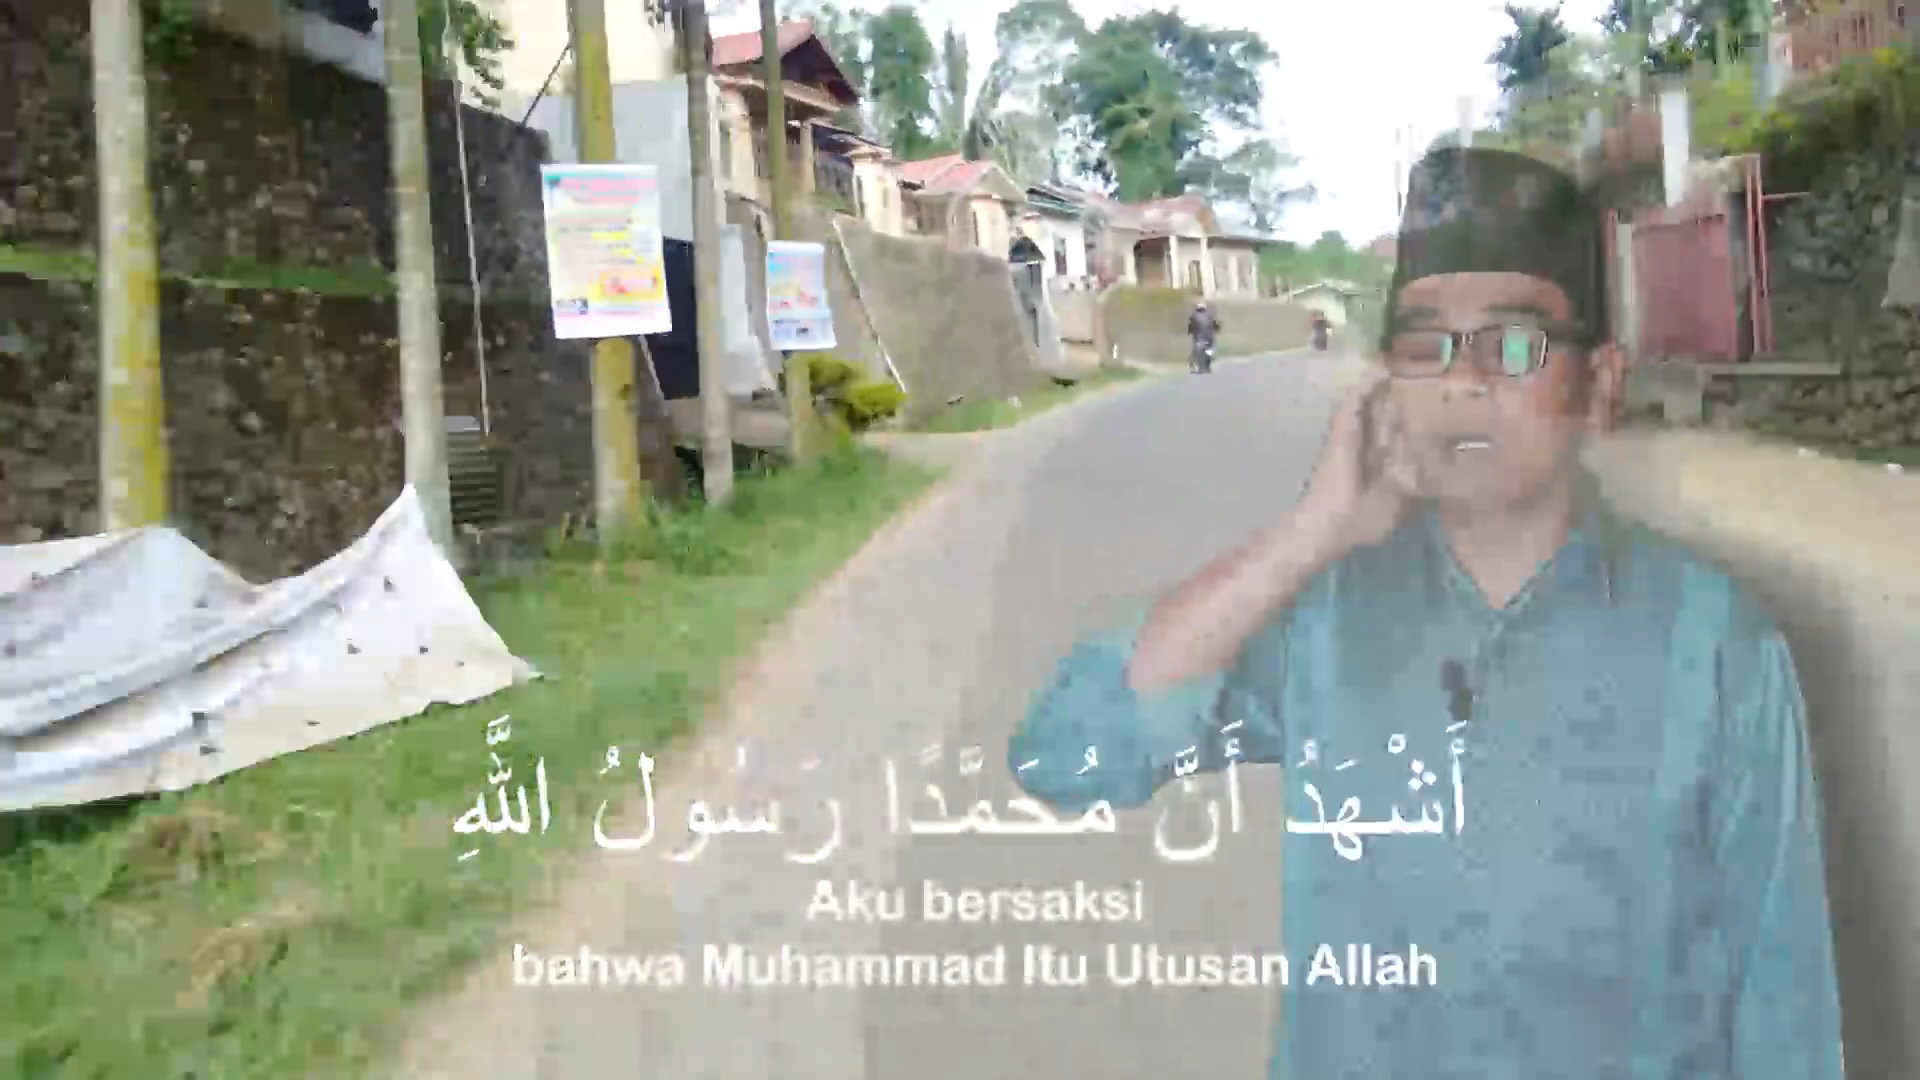 أَشْهَدُ أَنَّ مُحَمَّدًا رَسُولُ اللَّهِ
Aku bersaksi
bahwa Muhammad Itu Utusan Allah